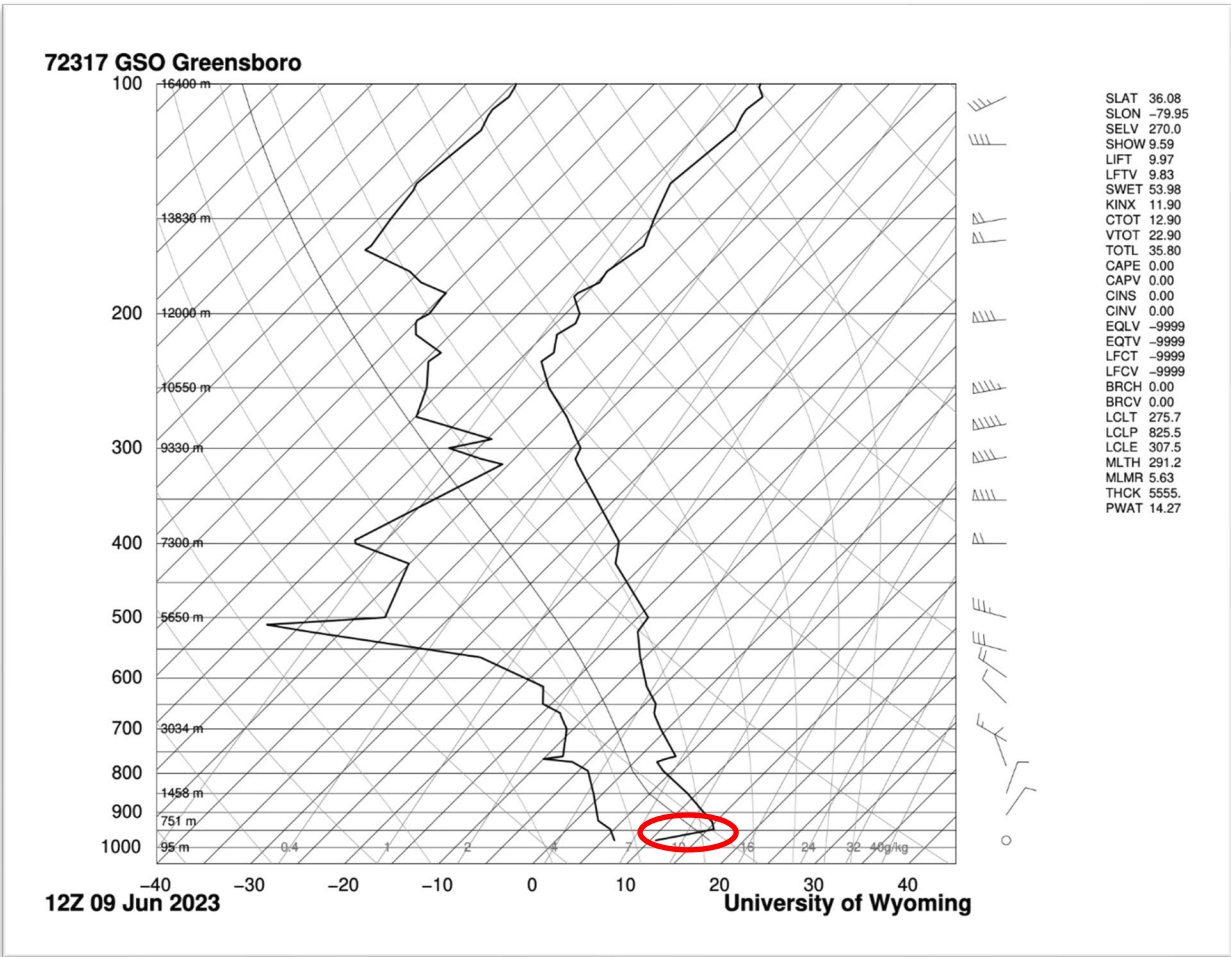 72317 GSO Greensboro
100
16400 m
13830 m
200
12000 m
10550 m
300
9330 m
400
7300 m
500
5650 m
600
700
3034 m
800
1458 m
900
751 m
1000
95 m
0.4 1 2 4 7 10 16 24 32 40g/kg
−40 −30 −20 −10 0 10 20 30 40
12Z 09 Jun 2023
University of Wyoming
SLAT 36.08
SLON −79.95
SELV 270.0
SHOW 9.59
LIFT 9.97
LFTV 9.83
SWET 53.98
KINX 11.90
CTOT 12.90
VTOT 22.90
TOTL 35.80
CAPE 0.00
CAPV 0.00
CINS 0.00
CINV 0.00
EQLV −9999
EQTV −9999
LFCT −9999
LFCV −9999
BRCH 0.00
BRCV 0.00
LCLT 275.7
LCLP 825.5
LCLE 307.5
MLTH 291.2
MLMR 5.63
THCK 5555.
PWAT 14.27